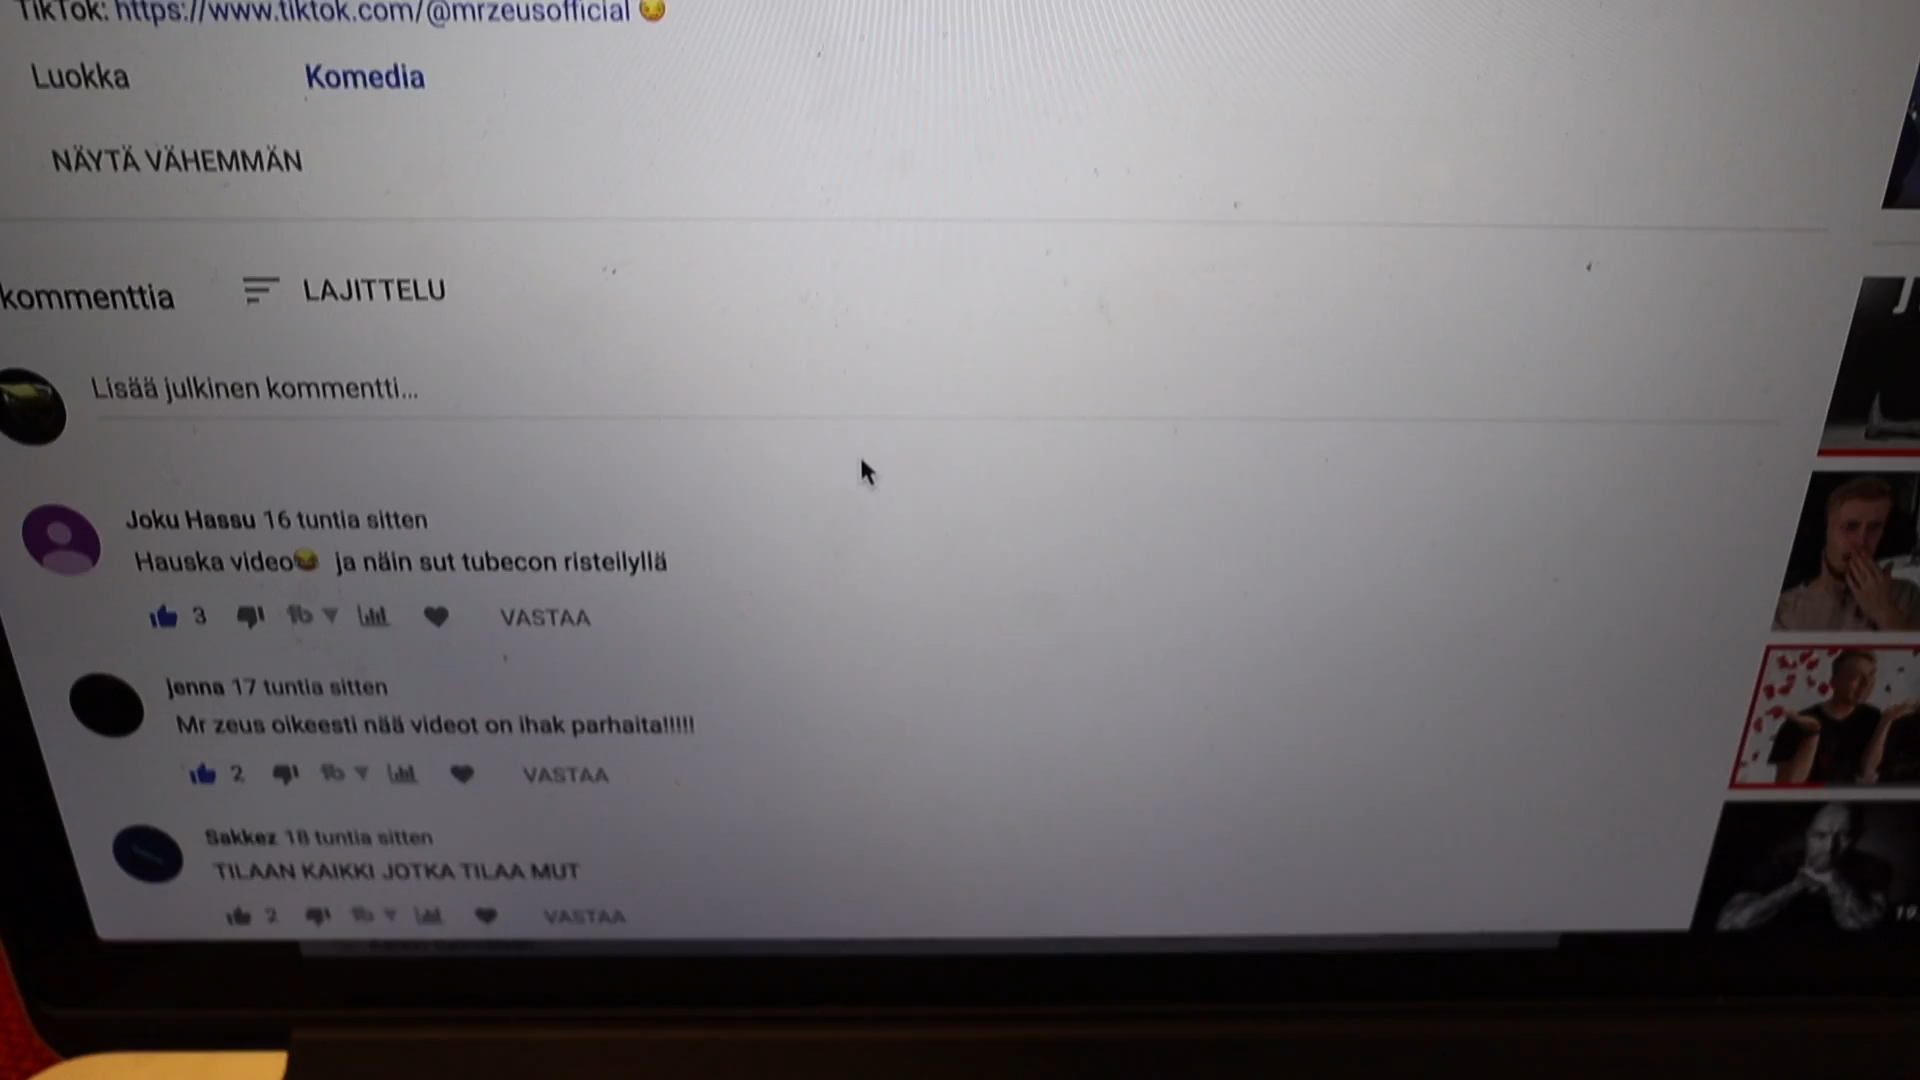 TikTok: https://www.tiktok.com/@mrzeusofficial
Luokka Komedia
NÄYTÄ VÄHEMMÄN
kommenttia LAJITTELU
Lisää julkinen kommentti...
Joku Hassu 16 tuntia sitten
Hauska video😂 ja näin sut tubecon risteilyllä
3 VASTAA
jenna 17 tuntia sitten
Mr zeus oikeesti nää videot on ihak parhaita!!!!!
2 VASTAA
Sakkez 18 tuntia sitten
TILAAN KAIKKI JOTKA TILAA MUT
2 VASTAA